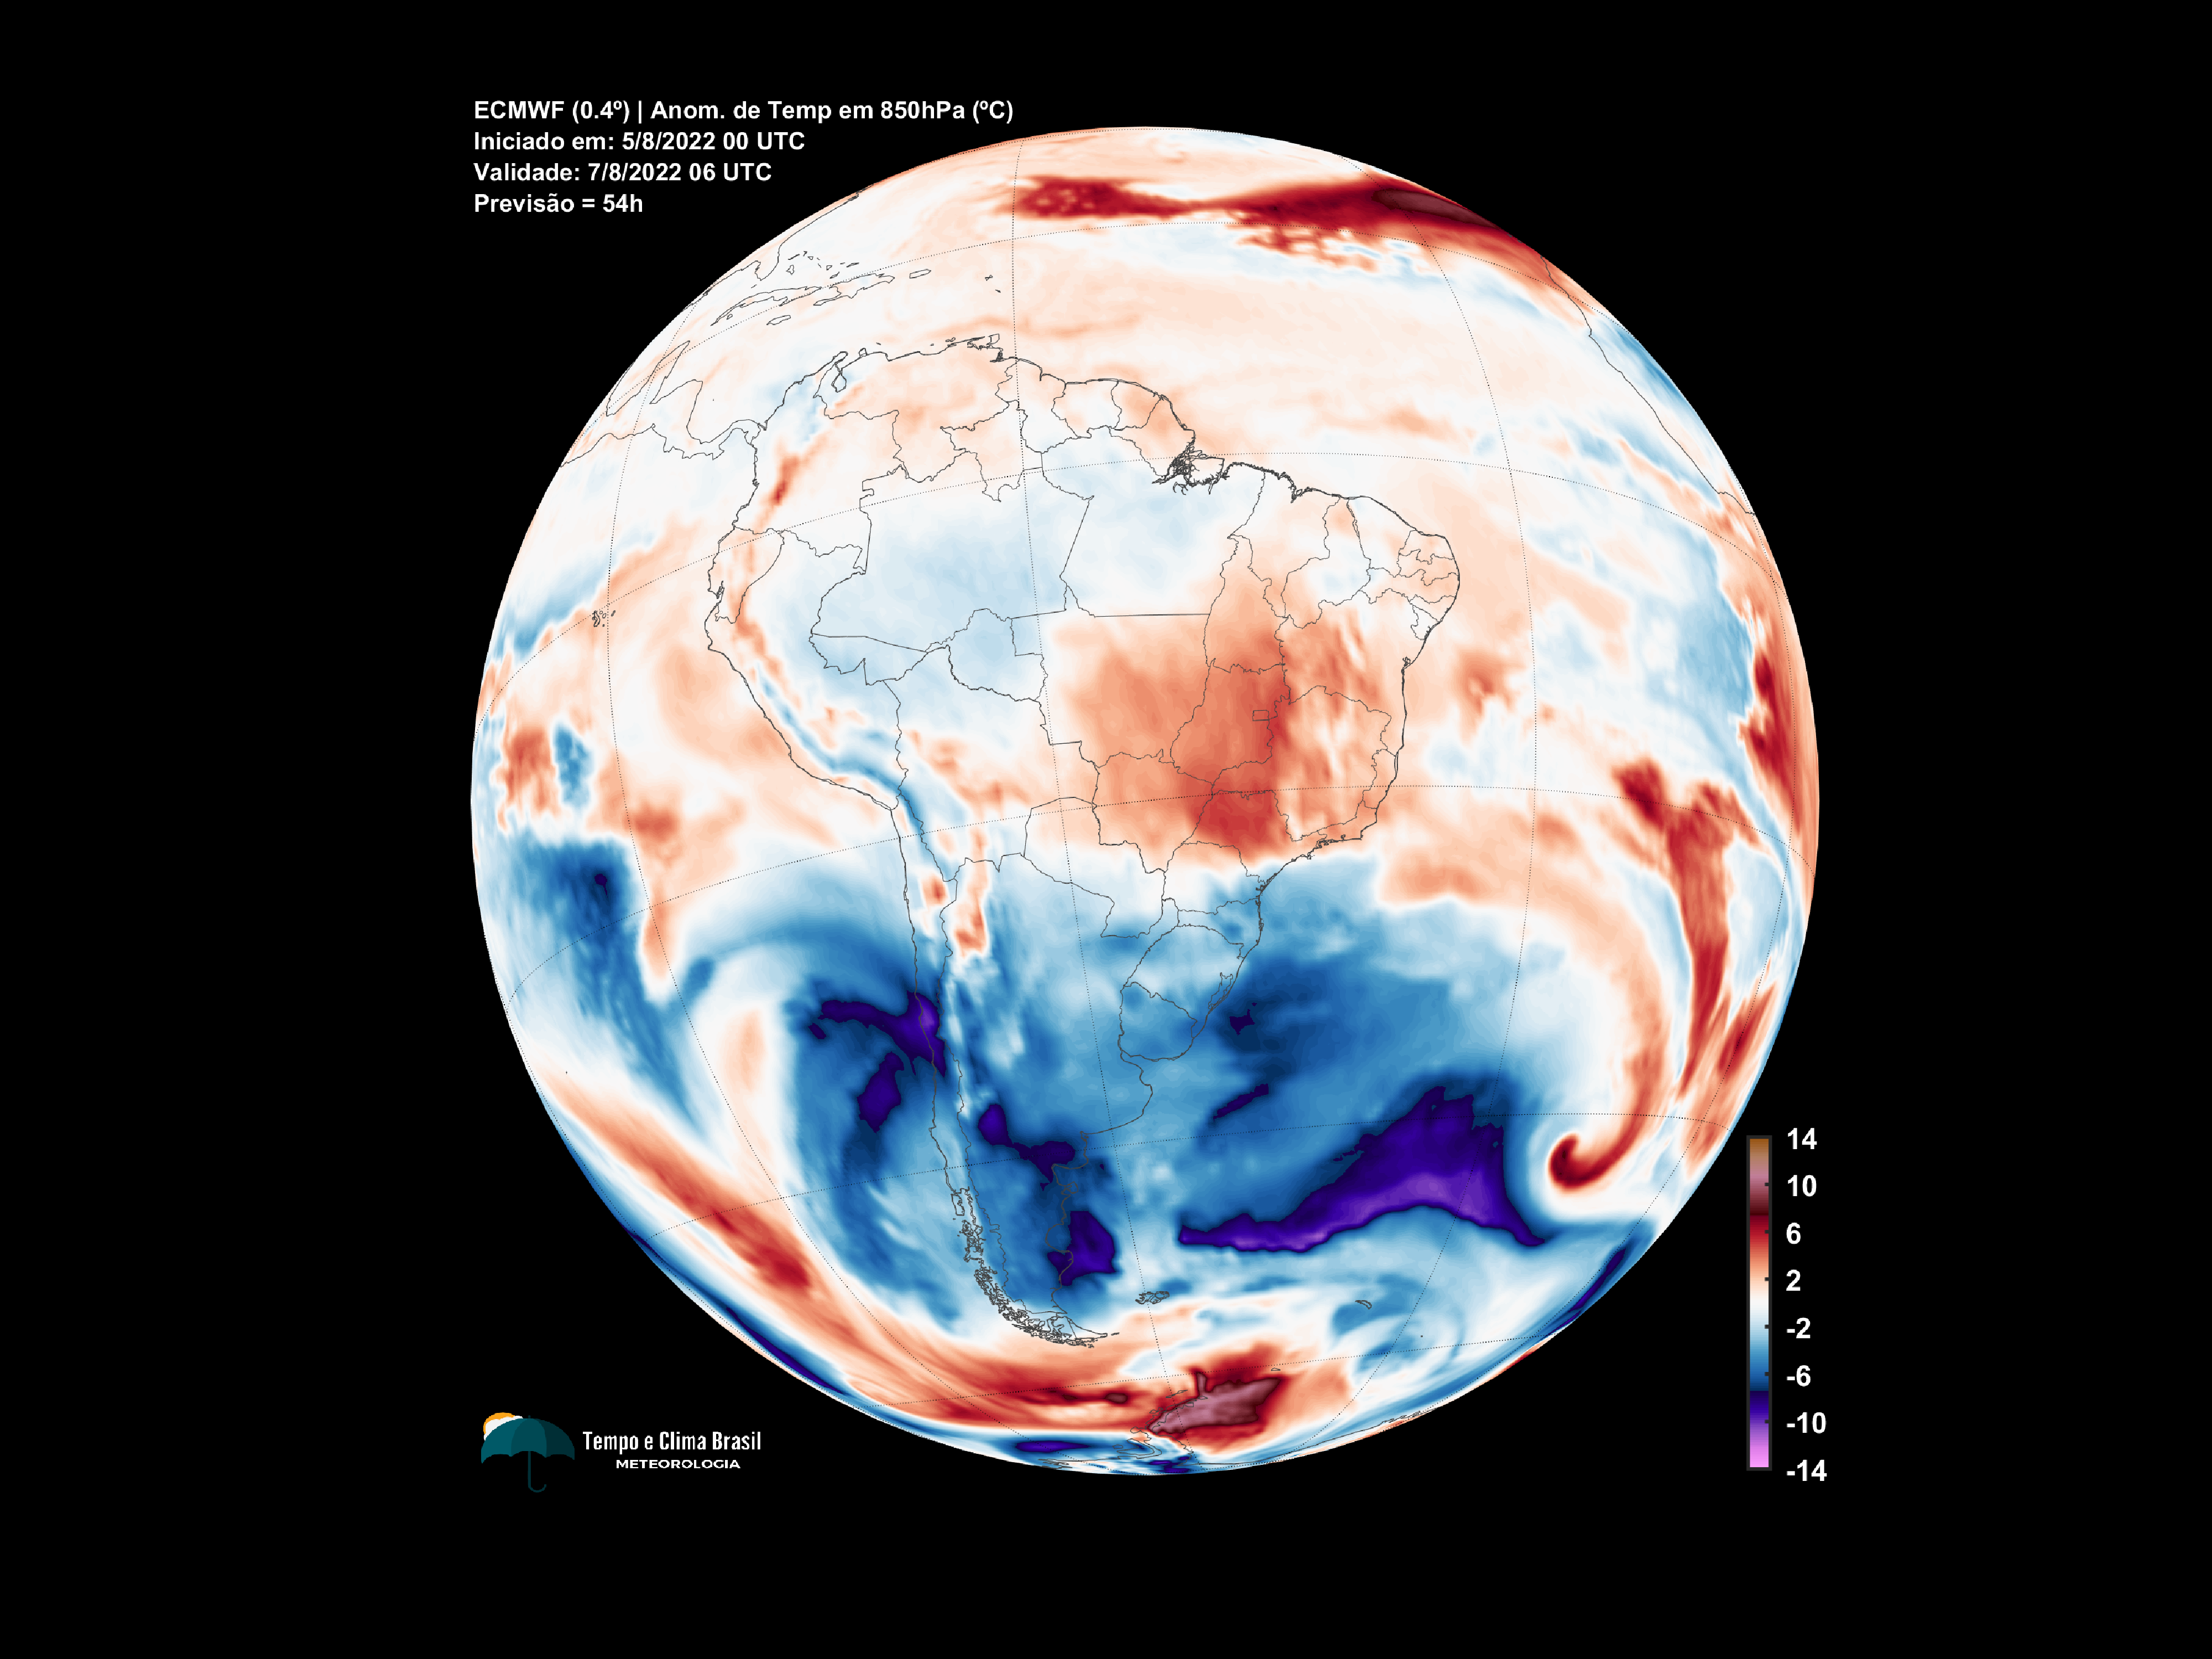 ECMWF (0.4º) | Anom. de Temp em 850hPa (ºC)
Iniciado em: 5/8/2022 00 UTC
Validade: 7/8/2022 06 UTC
Previsão = 54h
14
10
6
2
-2
-6
-10
-14
Tempo e Clima Brasil
METEOROLOGIA